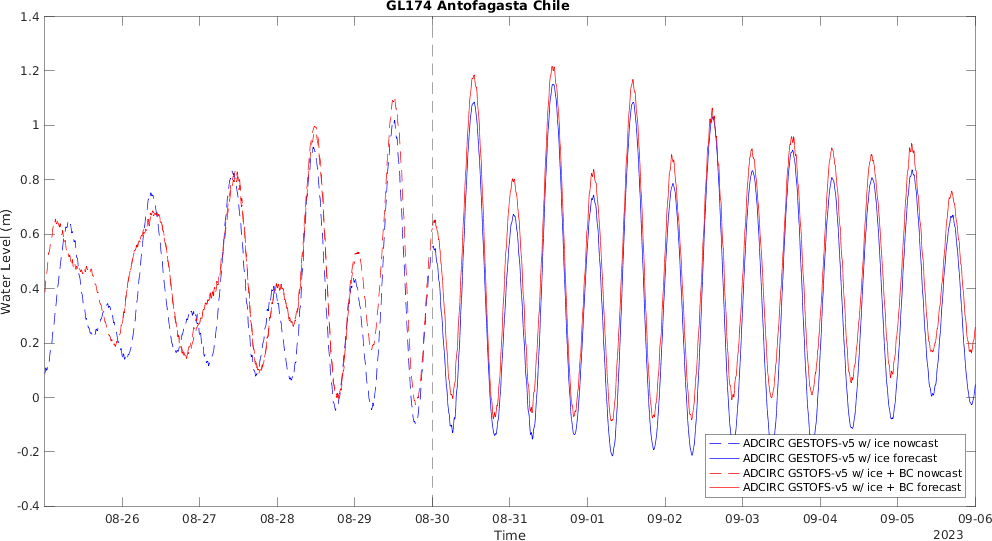 GL174 Antofagasta Chile
1.4
1.2
1
0.8
0.6
0.4
0.2
0
-0.2
-0.4
Water Level (m)
ADCIRC GESTOFS-v5 w/ ice nowcast
ADCIRC GESTOFS-v5 w/ ice forecast
ADCIRC GSTOFS-v5 w/ ice + BC nowcast
ADCIRC GSTOFS-v5 w/ ice + BC forecast
08-26 08-27 08-28 08-29 08-30 08-31 09-01 09-02 09-03 09-04 09-05 09-06
Time
2023